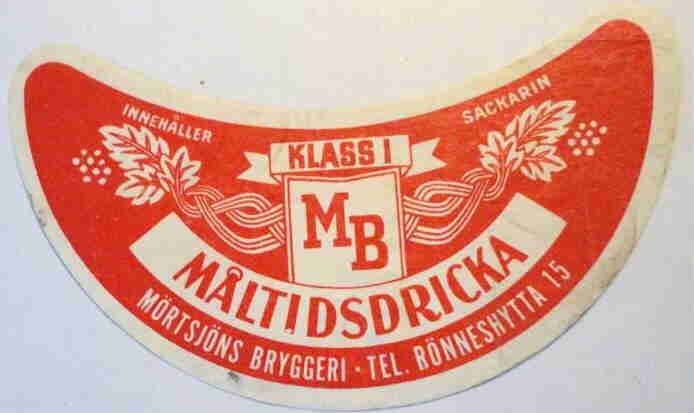 INNEHÅLLER SACKARIN
KLASS I
MB
MÅLTIDSDRICKA
MÖRTSJÖNS BRYGGERI · TEL. RÖNNESHYTTA 15